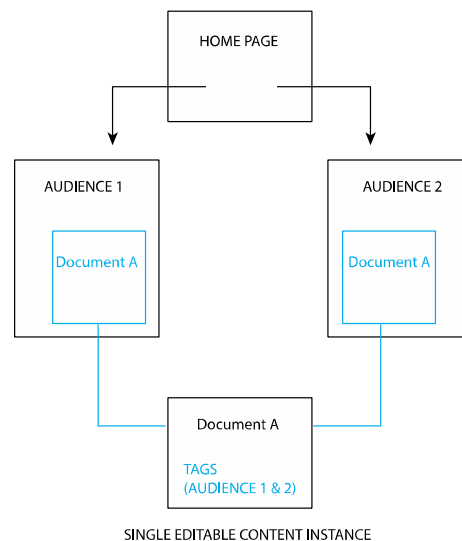 HOME PAGE
AUDIENCE 1
AUDIENCE 2
Document A
Document A
Document A
TAGS
(AUDIENCE 1 & 2)
SINGLE EDITABLE CONTENT INSTANCE